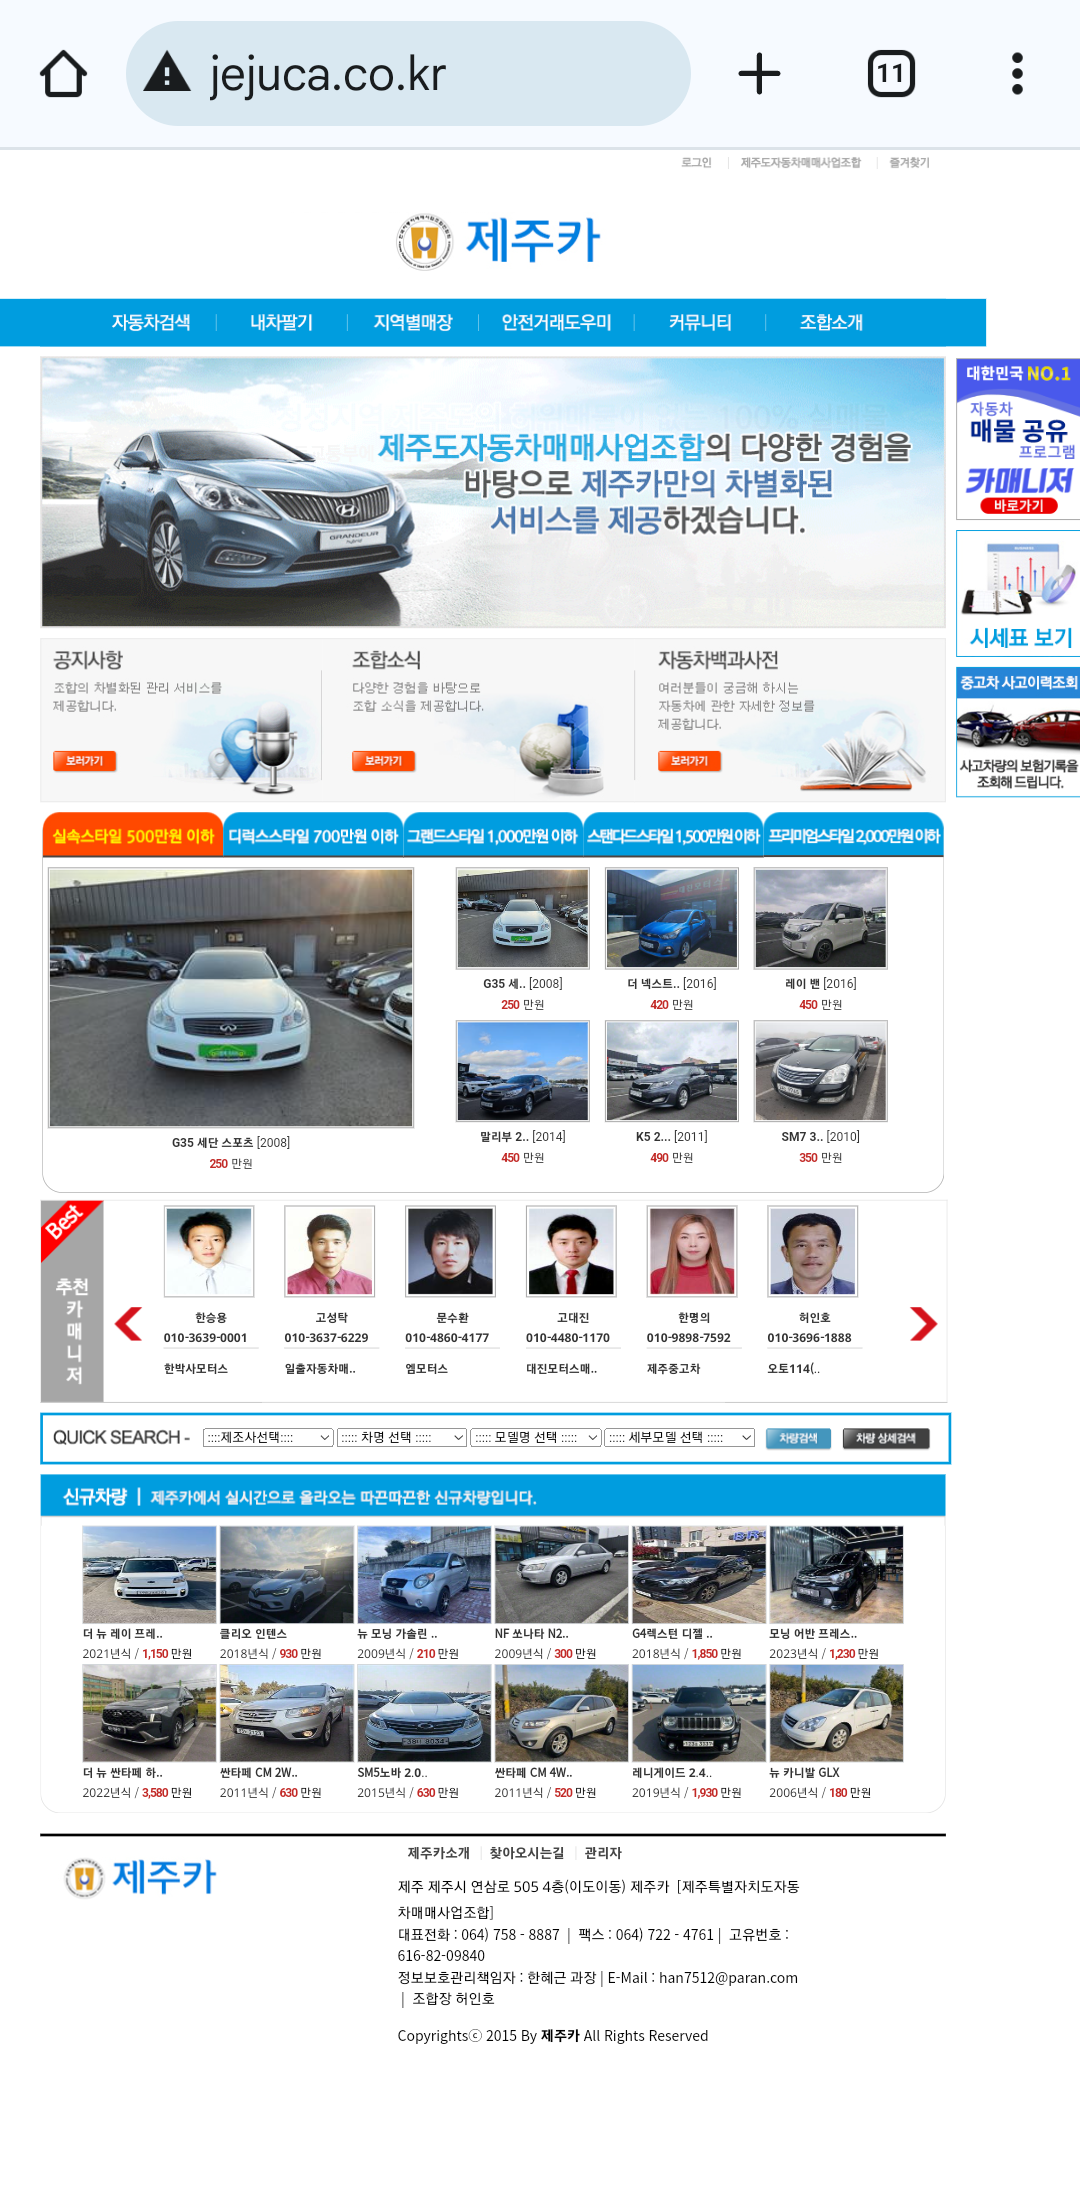 jejuca.co.kr
11
로그인 | 제주도자동차매매사업조합 | 즐겨찾기
제주카
자동차검색 | 내차팔기 | 지역별매장 | 안전거래도우미 | 커뮤니티 | 조합소개
제주도자동차매매사업조합의 다양한 경험을
바탕으로 제주카만의 차별화된
서비스를 제공하겠습니다.
GRANDEUR
대한민국 NO.1
자동차
매물 공유
프로그램
카매니저
바로가기
시세표 보기
중고차 사고이력조회
사고차량의 보험기록을
조회해 드립니다.
공지사항
조합의 차별화된 관리 서비스를
제공합니다.
보러가기
조합소식
다양한 경험을 바탕으로
조합 소식을 제공합니다.
보러가기
자동차백과사전
여러분들이 궁금해 하시는
자동차에 관한 자세한 정보를
제공합니다.
보러가기
실속스타일 500만원 이하 디럭스스타일 700만원 이하 그랜드스타일 1,000만원 이하 스탠다드스타일 1,500만원 이하 프리미엄스타일 2,000만원 이하
G35 세단 스포츠 [2008]
250 만원
G35 세.. [2008] 더 넥스트.. [2016] 레이 밴 [2016]
250 만원 420 만원 450 만원
말리부 2.. [2014] K5 2... [2011] SM7 3.. [2010]
450 만원 490 만원 350 만원
Best
추천
카
매
니
저
한승용 고성탁 문수환 고대진 한명의 허인호
010-3639-0001 010-3637-6229 010-4860-4177 010-4480-1170 010-9898-7592 010-3696-1888
한박사모터스 일출자동차매.. 엠모터스 대진모터스매.. 제주중고차 오토114(..
QUICK SEARCH - ::::제조사선택:::: ::::: 차명 선택 ::::: ::::: 모델명 선택 ::::: ::::: 세부모델 선택 ::::: 차량검색 차량 상세검색
신규차량 | 제주카에서 실시간으로 올라오는 따끈따끈한 신규차량입니다.
더 뉴 레이 프레.. 클리오 인텐스 뉴 모닝 가솔린 .. NF 쏘나타 N2.. G4렉스턴 디젤 .. 모닝 어반 프레스..
2021년식 / 1,150 만원 2018년식 / 930 만원 2009년식 / 210 만원 2009년식 / 300 만원 2018년식 / 1,850 만원 2023년식 / 1,230 만원
더 뉴 싼타페 하.. 싼타페 CM 2W.. SM5노바 2.0.. 싼타페 CM 4W.. 레니게이드 2.4.. 뉴 카니발 GLX
2022년식 / 3,580 만원 2011년식 / 630 만원 2015년식 / 630 만원 2011년식 / 520 만원 2019년식 / 1,930 만원 2006년식 / 180 만원
제주카
제주카소개 | 찾아오시는길 | 관리자
제주 제주시 연삼로 505 4층(이도이동) 제주카 [제주특별자치도자동
차매매사업조합]
대표전화 : 064) 758 - 8887 | 팩스 : 064) 722 - 4761 | 고유번호 :
616-82-09840
정보보호관리책임자 : 한혜근 과장 | E-Mail : han7512@paran.com
| 조합장 허인호
Copyrightsⓒ 2015 By 제주카 All Rights Reserved